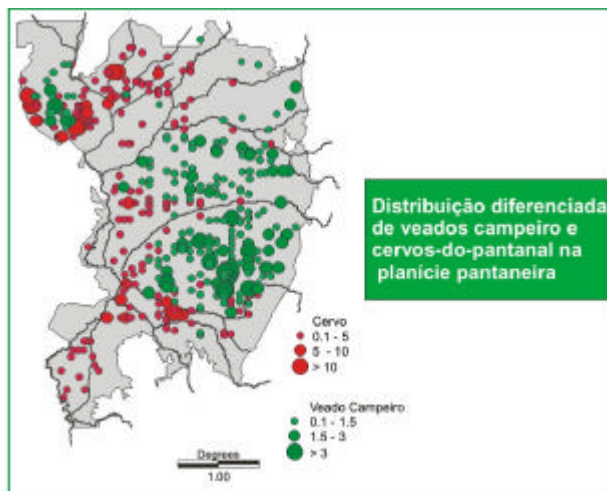 Distribuição diferenciada
de veados campeiro e
cervos-do-pantanal na
planície pantaneira
Cervo
0.1 - 5
5 - 10
> 10
Veado Campeiro
0.1 - 1.5
1.5 - 3
> 3
Degrees
1.00